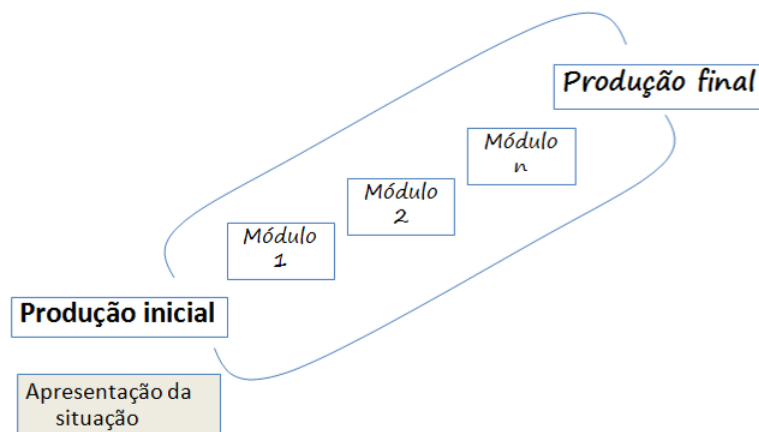 Produção final
Módulo
n
Módulo
2
Módulo
1
Produção inicial
Apresentação da
situação